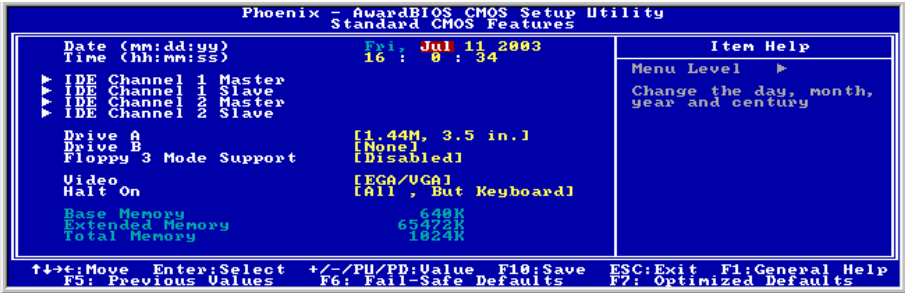 Phoenix - AwardBIOS CMOS Setup Utility
Standard CMOS Features
Date (mm:dd:yy) Fri, Jul 11 2003
Time (hh:mm:ss) 16 : 0 : 34
► IDE Channel 1 Master
► IDE Channel 1 Slave
► IDE Channel 2 Master
► IDE Channel 2 Slave
Drive A [1.44M, 3.5 in.]
Drive B [None]
Floppy 3 Mode Support [Disabled]
Video [EGA/VGA]
Halt On [All , But Keyboard]
Base Memory 640K
Extended Memory 65472K
Total Memory 1024K
Item Help
Menu Level ►
Change the day, month,
year and century
↑↓→←:Move Enter:Select +/-/PU/PD:Value F10:Save ESC:Exit F1:General Help
F5: Previous Values F6: Fail-Safe Defaults F7: Optimized Defaults